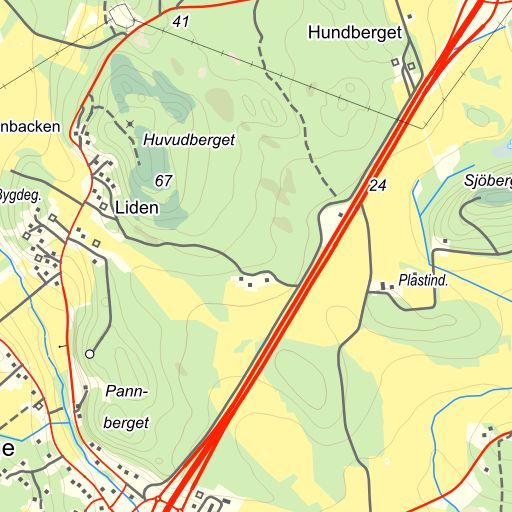 41
Hundberget
nbacken
Huvudberget
67
24
Sjöberg
Bygdeg.
Liden
Plastind.
Pann-
berget
e